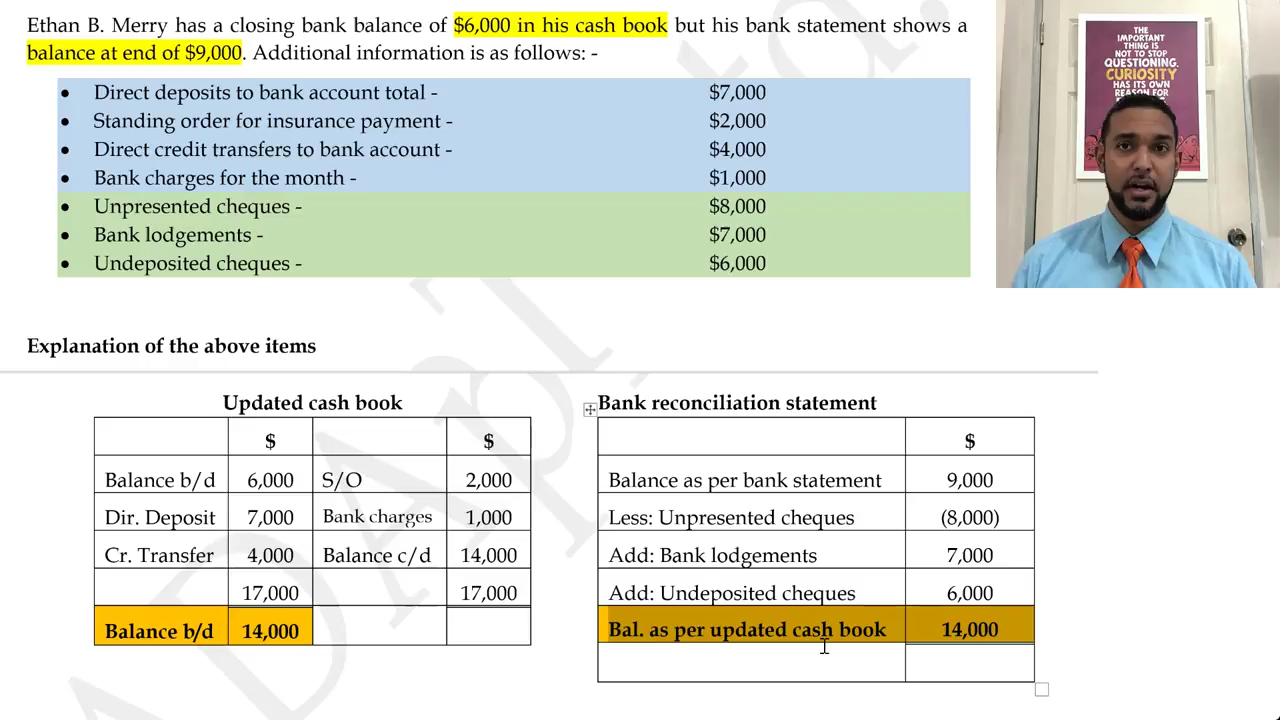 Ethan B. Merry has a closing bank balance of $6,000 in his cash book but his bank statement shows a
balance at end of $9,000. Additional information is as follows: -
• Direct deposits to bank account total - $7,000
• Standing order for insurance payment - $2,000
• Direct credit transfers to bank account - $4,000
• Bank charges for the month - $1,000
• Unpresented cheques - $8,000
• Bank lodgements - $7,000
• Undeposited cheques - $6,000
THE
IMPORTANT
THING IS
NOT TO STOP
QUESTIONING.
CURIOSITY
HAS ITS OWN
REASON FOR
Explanation of the above items
Updated cash book
$ $
Balance b/d 6,000 S/O 2,000
Dir. Deposit 7,000 Bank charges 1,000
Cr. Transfer 4,000 Balance c/d 14,000
17,000 17,000
Balance b/d 14,000
Bank reconciliation statement
$
Balance as per bank statement 9,000
Less: Unpresented cheques (8,000)
Add: Bank lodgements 7,000
Add: Undeposited cheques 6,000
Bal. as per updated cash book 14,000